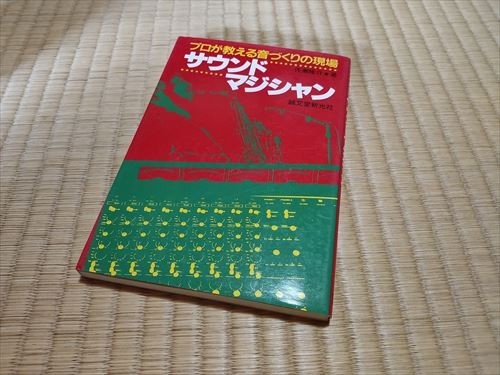 プロが教える音づくりの現場
サウンド
マジシャン
誠文堂新光社